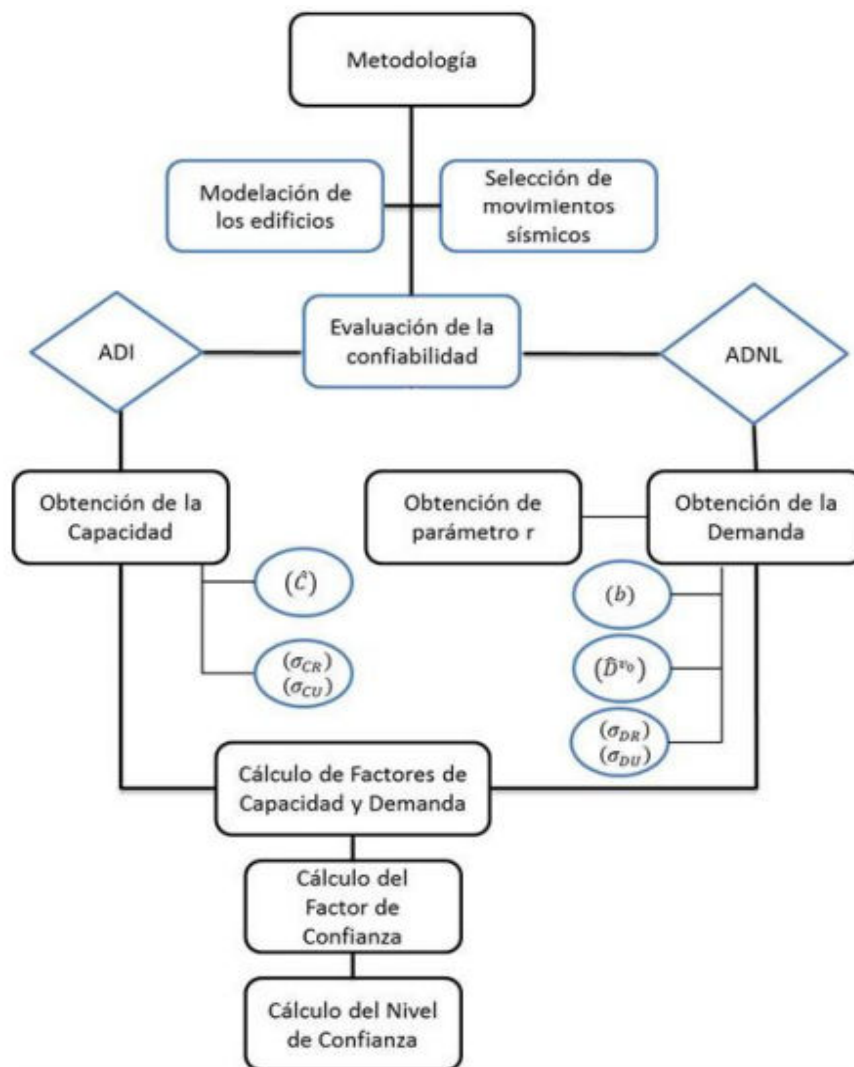 Metodología
Modelación de
los edificios
Selección de
movimientos
sísmicos
Evaluación de la
confiabilidad
ADI
ADNL
Obtención de la
Capacidad
Obtención de
parámetro r
Obtención de la
Demanda
(Ĉ)
(σ_CR)
(σ_CU)
(b)
(D̂^v₀)
(σ_DR)
(σ_DU)
Cálculo de Factores de
Capacidad y Demanda
Cálculo del
Factor de
Confianza
Cálculo del Nivel
de Confianza